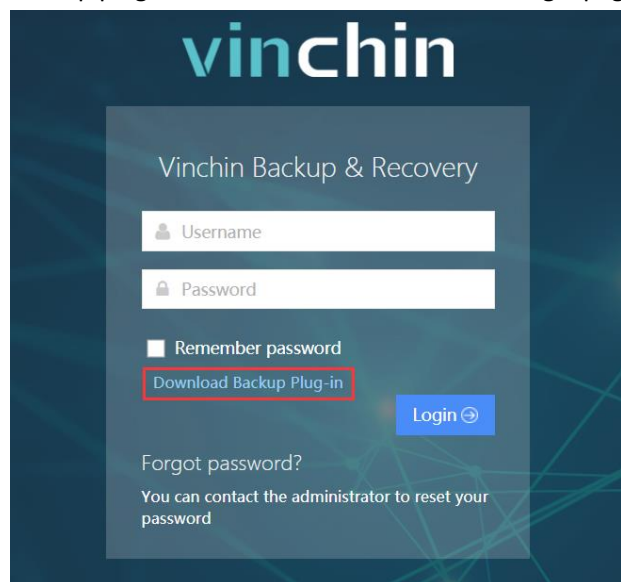 vinchin
Vinchin Backup & Recovery
Username
Password
Remember password
Download Backup Plug-in
Login
Forgot password?
You can contact the administrator to reset your
password